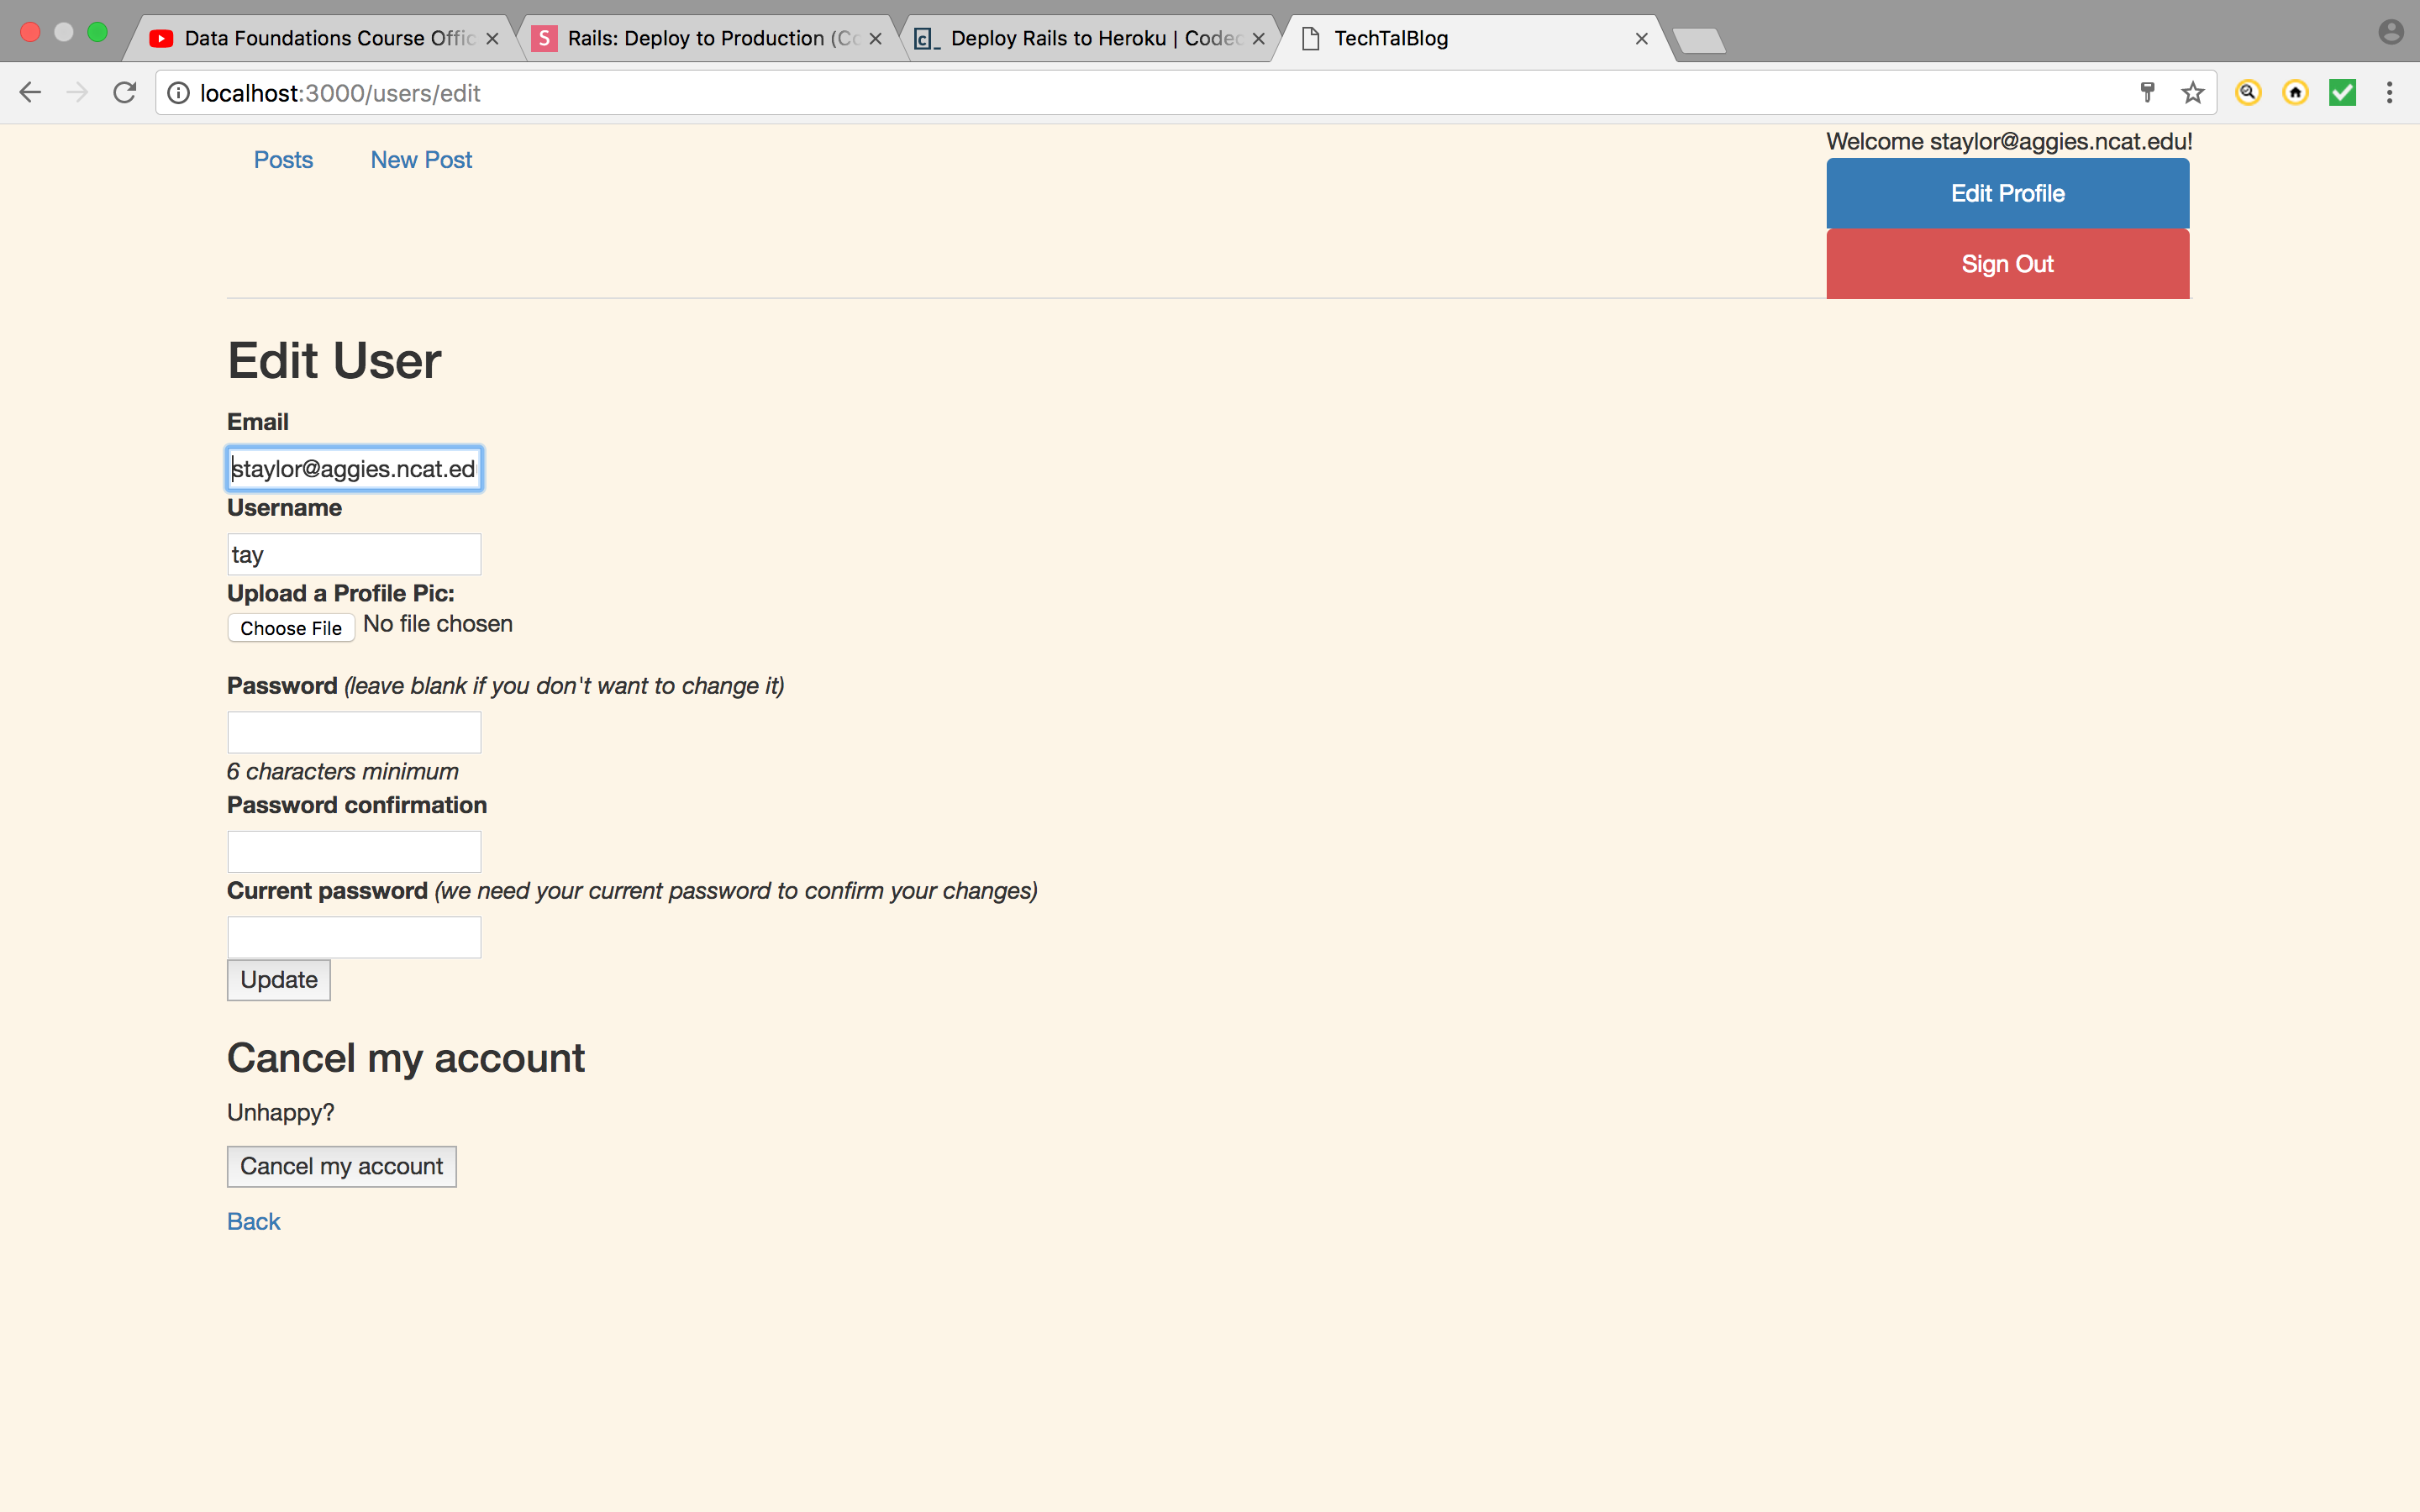 Data Foundations Course Offic
S Rails: Deploy to Production (Co
c_ Deploy Rails to Heroku | Codec
TechTalBlog
localhost:3000/users/edit
Posts New Post
Welcome staylor@aggies.ncat.edu!
Edit Profile
Sign Out
Edit User
Email
staylor@aggies.ncat.ed
Username
tay
Upload a Profile Pic:
Choose File No file chosen
Password (leave blank if you don't want to change it)
6 characters minimum
Password confirmation
Current password (we need your current password to confirm your changes)
Update
Cancel my account
Unhappy?
Cancel my account
Back